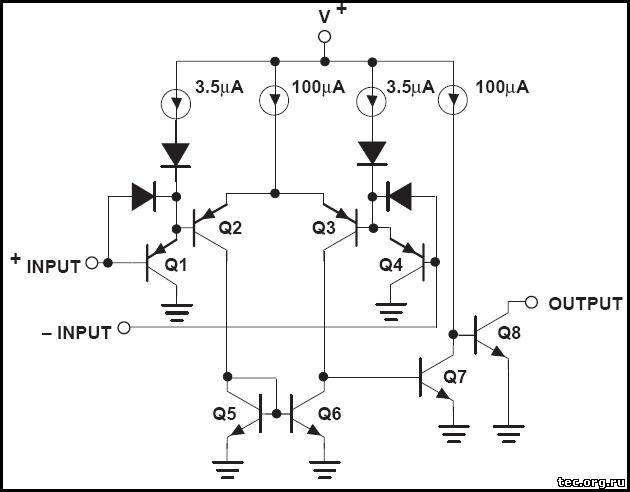 V+
3.5µA 100µA 3.5µA 100µA
Q2 Q3
+ INPUT Q1 Q4
– INPUT
OUTPUT
Q8
Q7
Q5 Q6
tec.org.ru